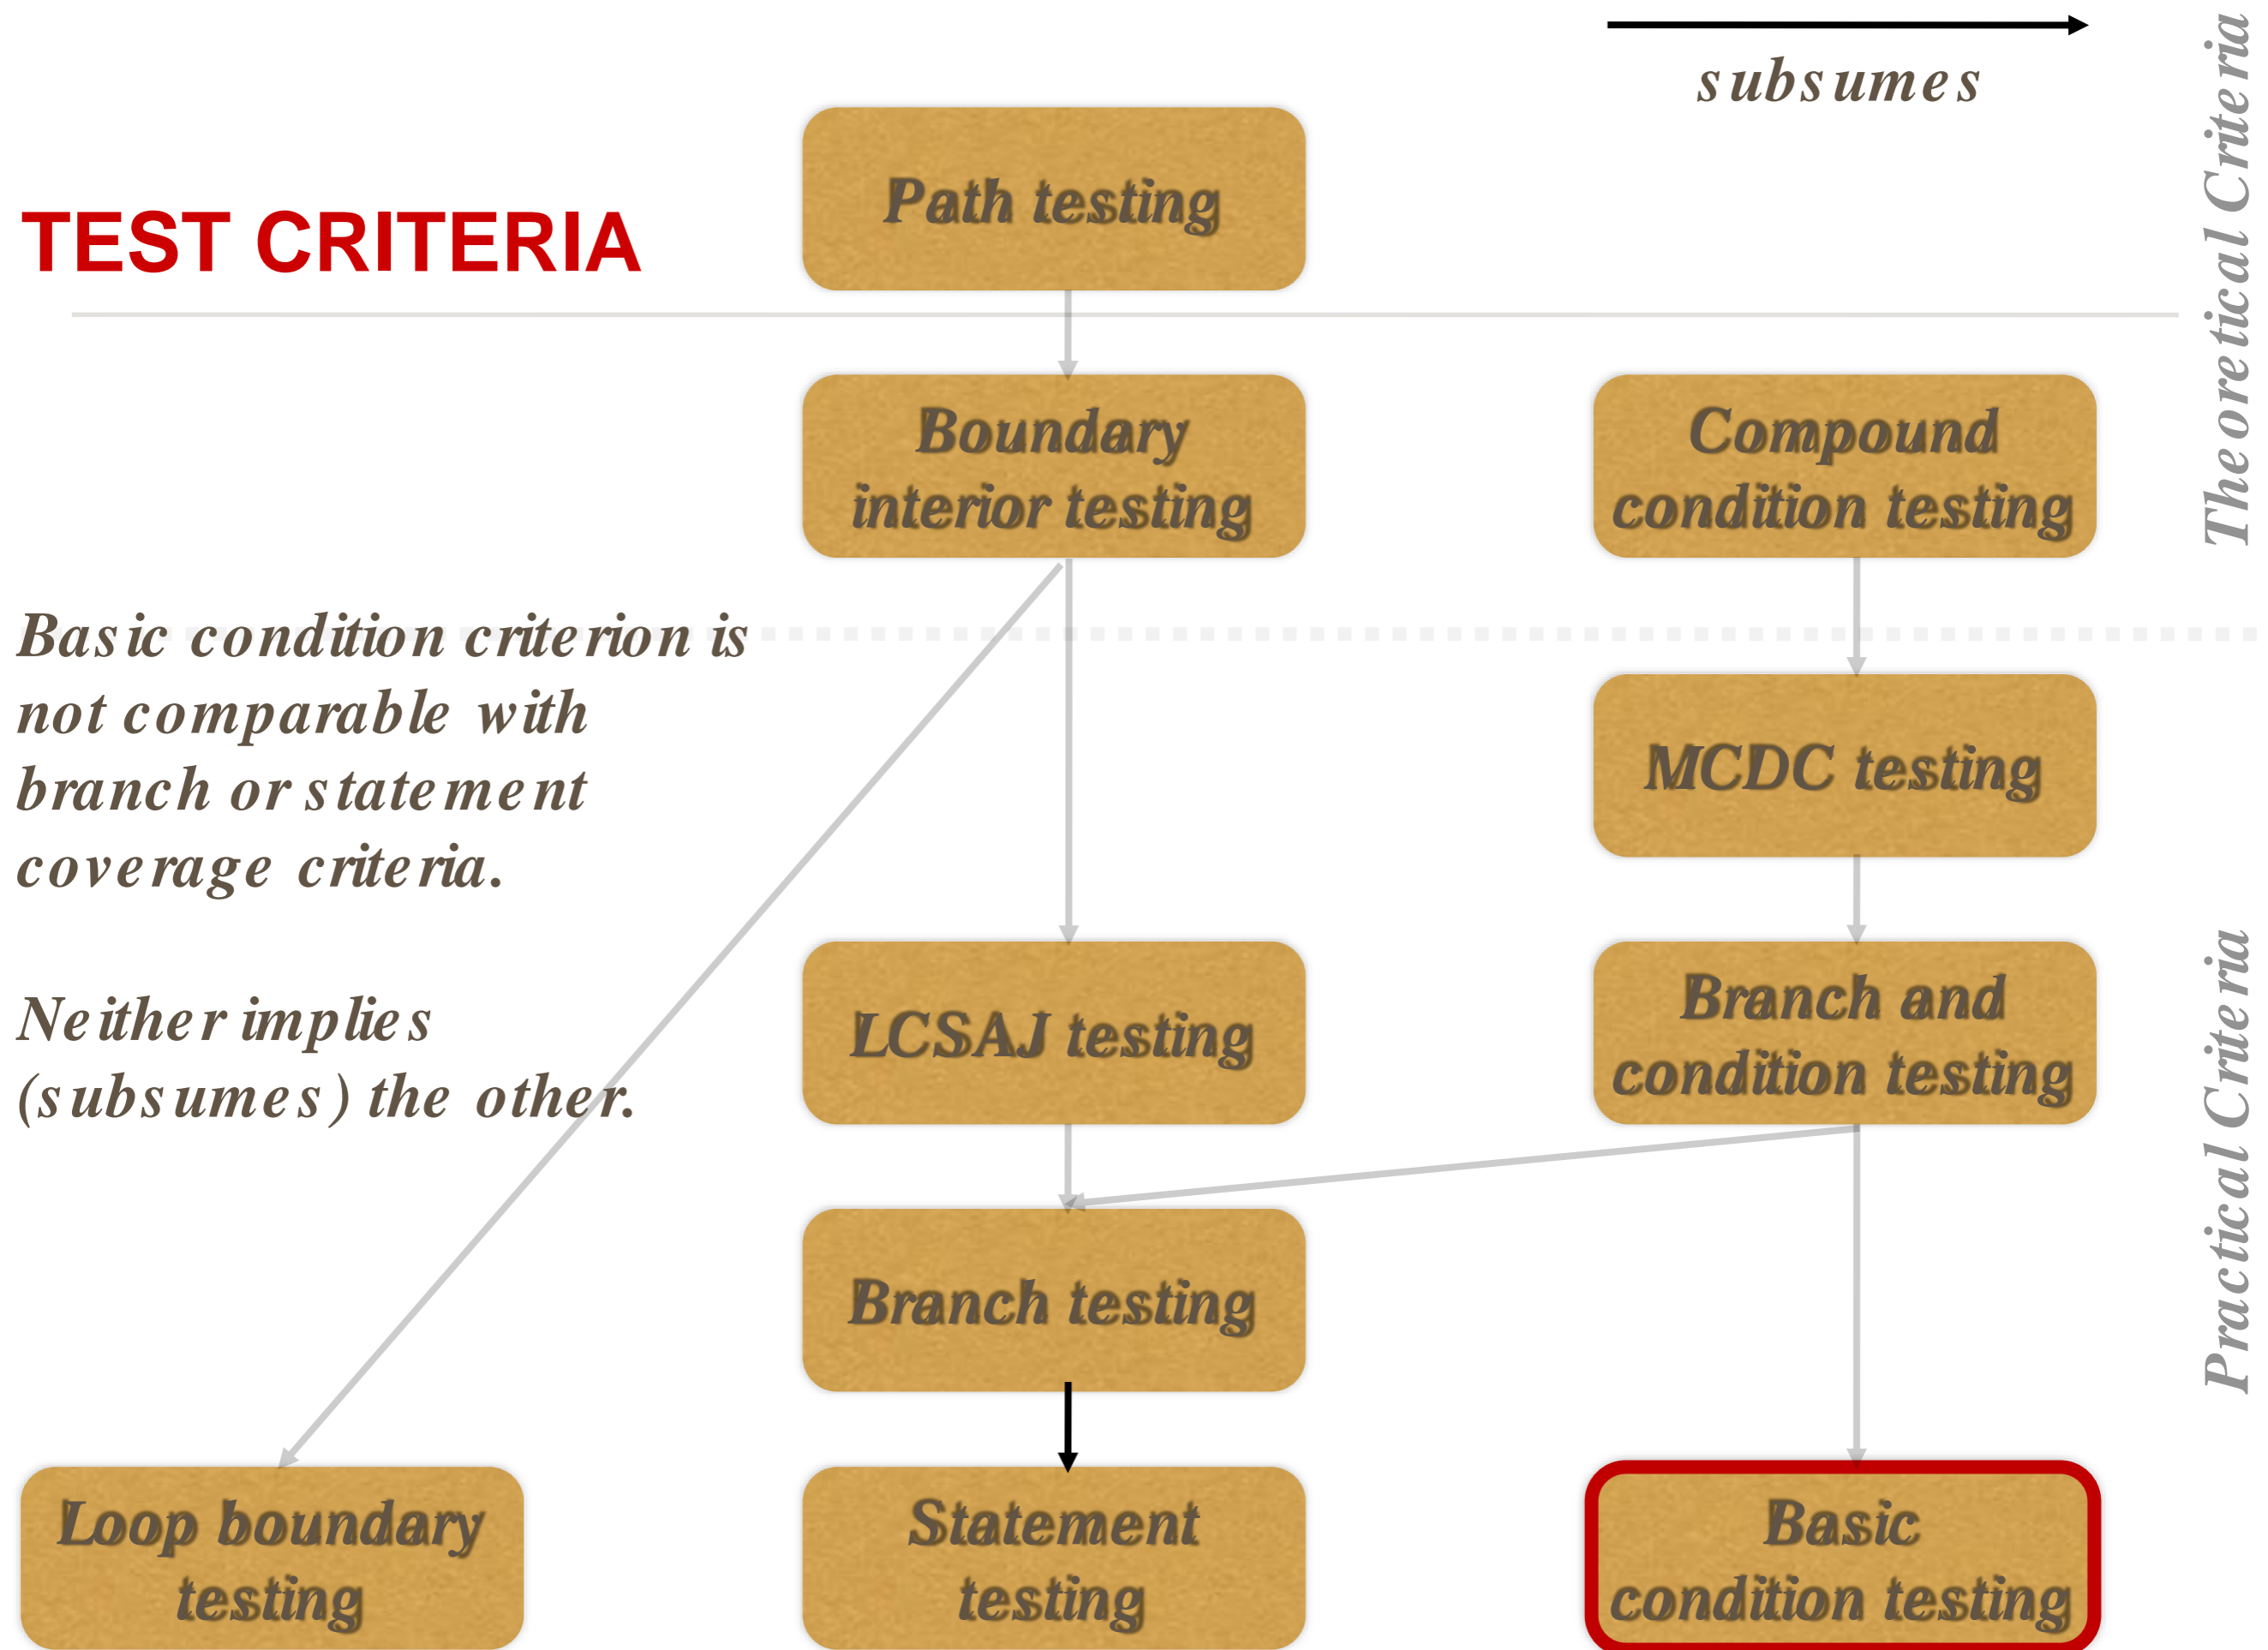 subsumes
TEST CRITERIA
Path testing
Boundary
interior testing
Compound
condition testing
Theoretical Criteria
Basic condition criterion is
not comparable with
branch or statement
coverage criteria.
Neither implies
(subsumes) the other.
MCDC testing
LCSAJ testing
Branch and
condition testing
Practical Criteria
Branch testing
Loop boundary
testing
Statement
testing
Basic
condition testing